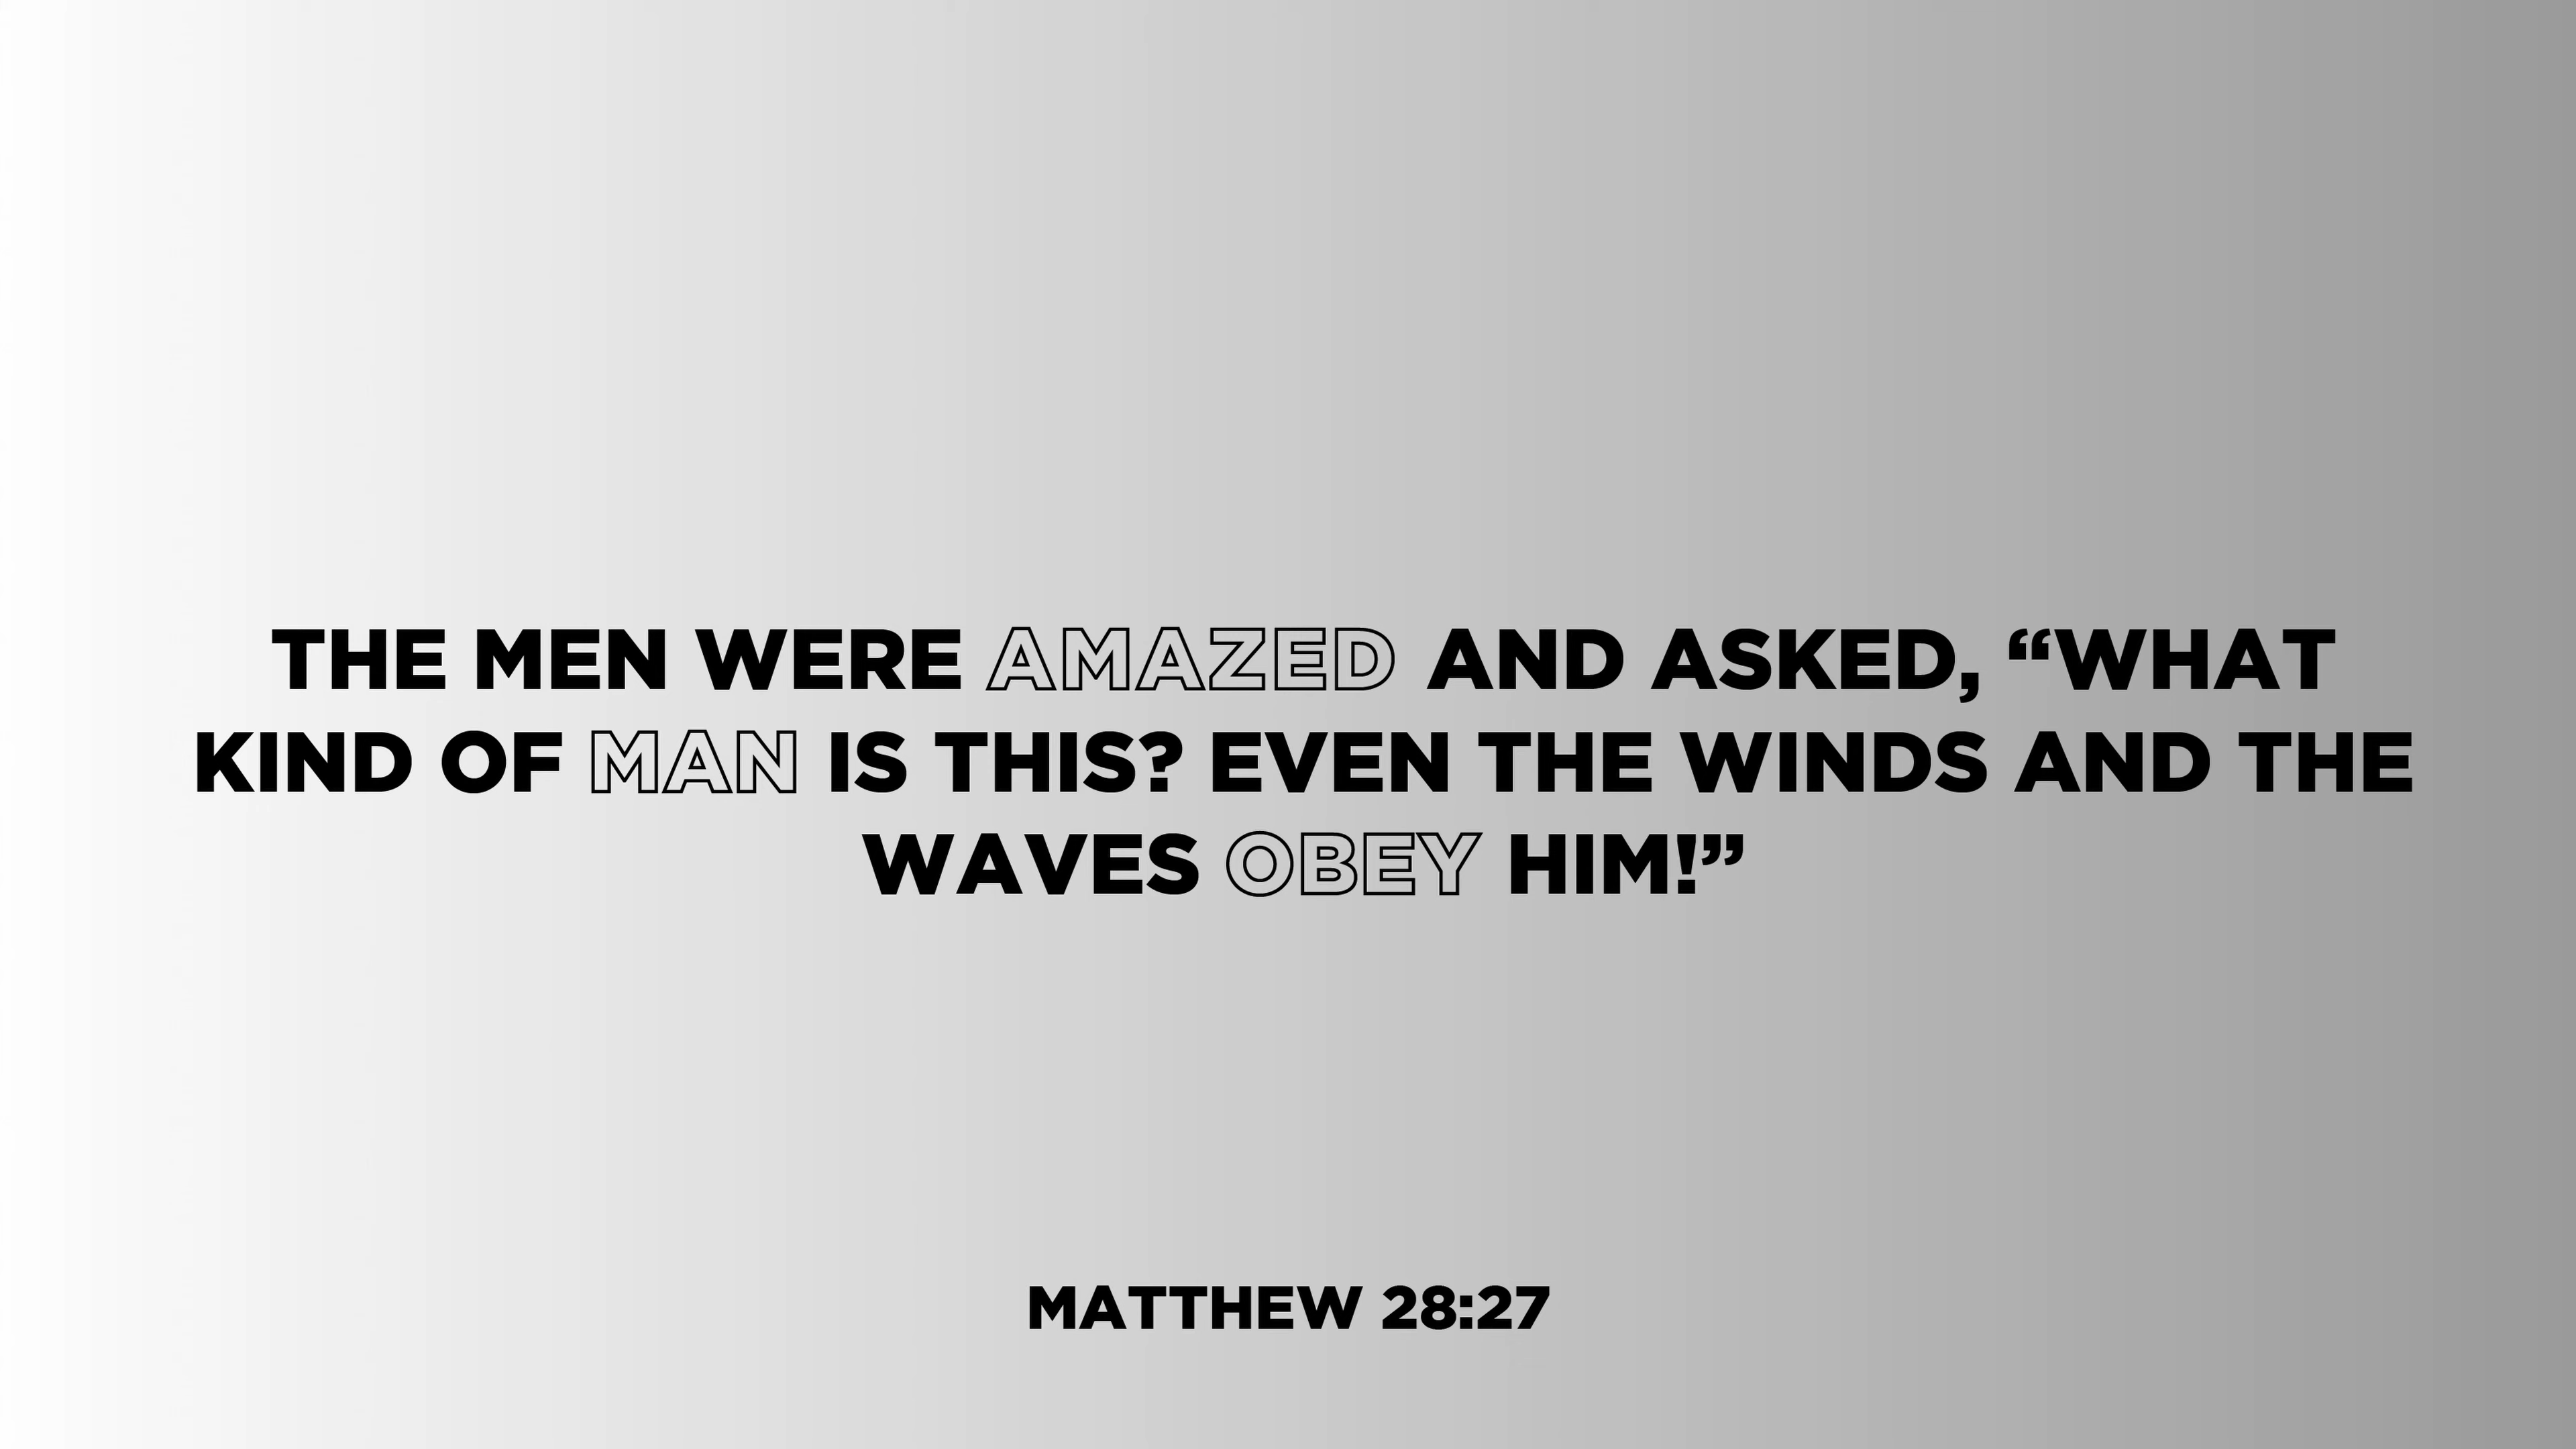 THE MEN WERE AMAZED AND ASKED, “WHAT
KIND OF MAN IS THIS? EVEN THE WINDS AND THE
WAVES OBEY HIM!”
MATTHEW 28:27